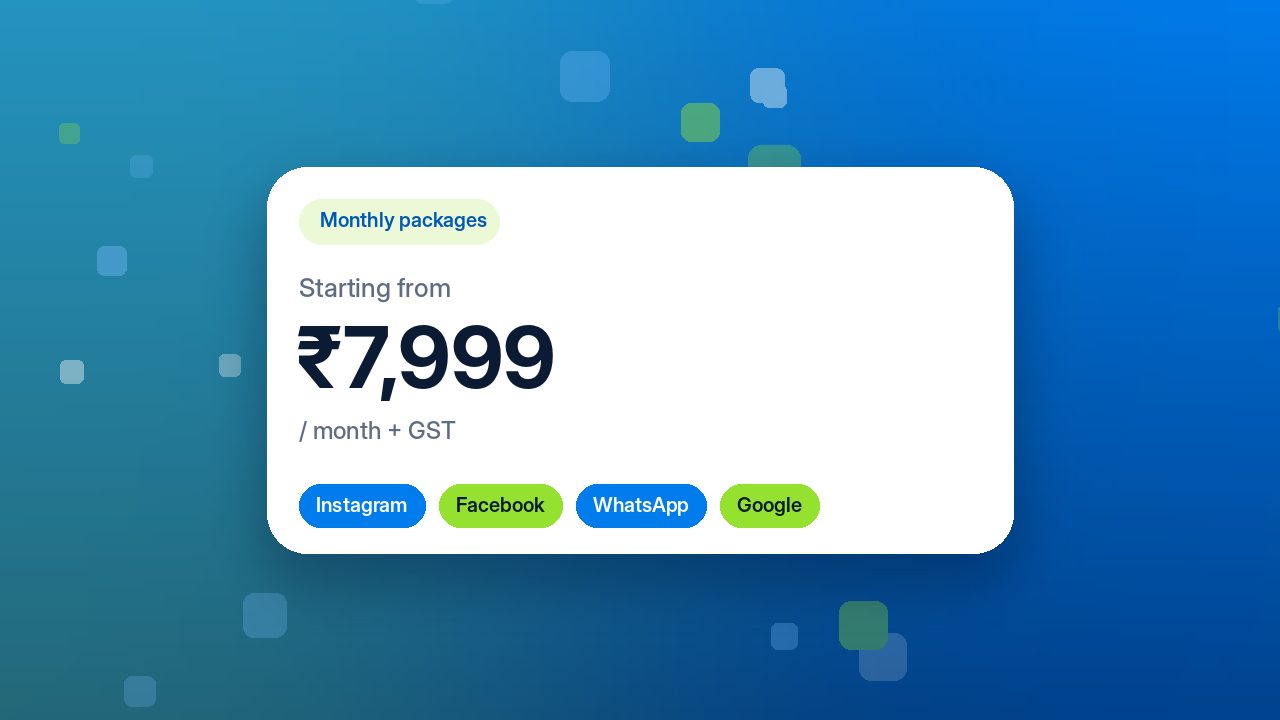 Monthly packages
Starting from
₹7,999
/ month + GST
Instagram Facebook WhatsApp Google